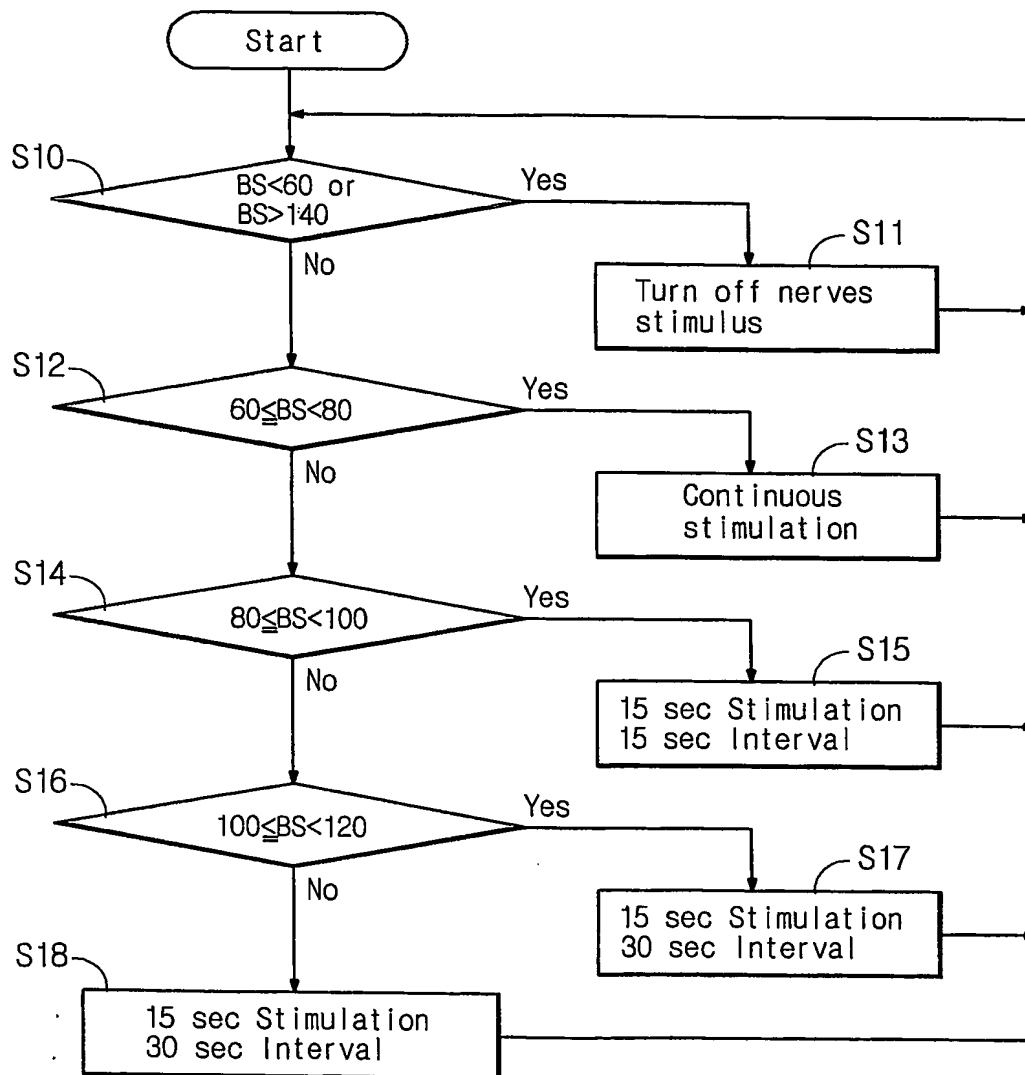 Start
S10
BS<60 or
BS>140
Yes
No
S11
Turn off nerves
stimulus
S12
60≦BS<80
Yes
No
S13
Continuous
stimulation
S14
80≦BS<100
Yes
No
S15
15 sec Stimulation
15 sec Interval
S16
100≦BS<120
Yes
No
S17
15 sec Stimulation
30 sec Interval
S18
15 sec Stimulation
30 sec Interval